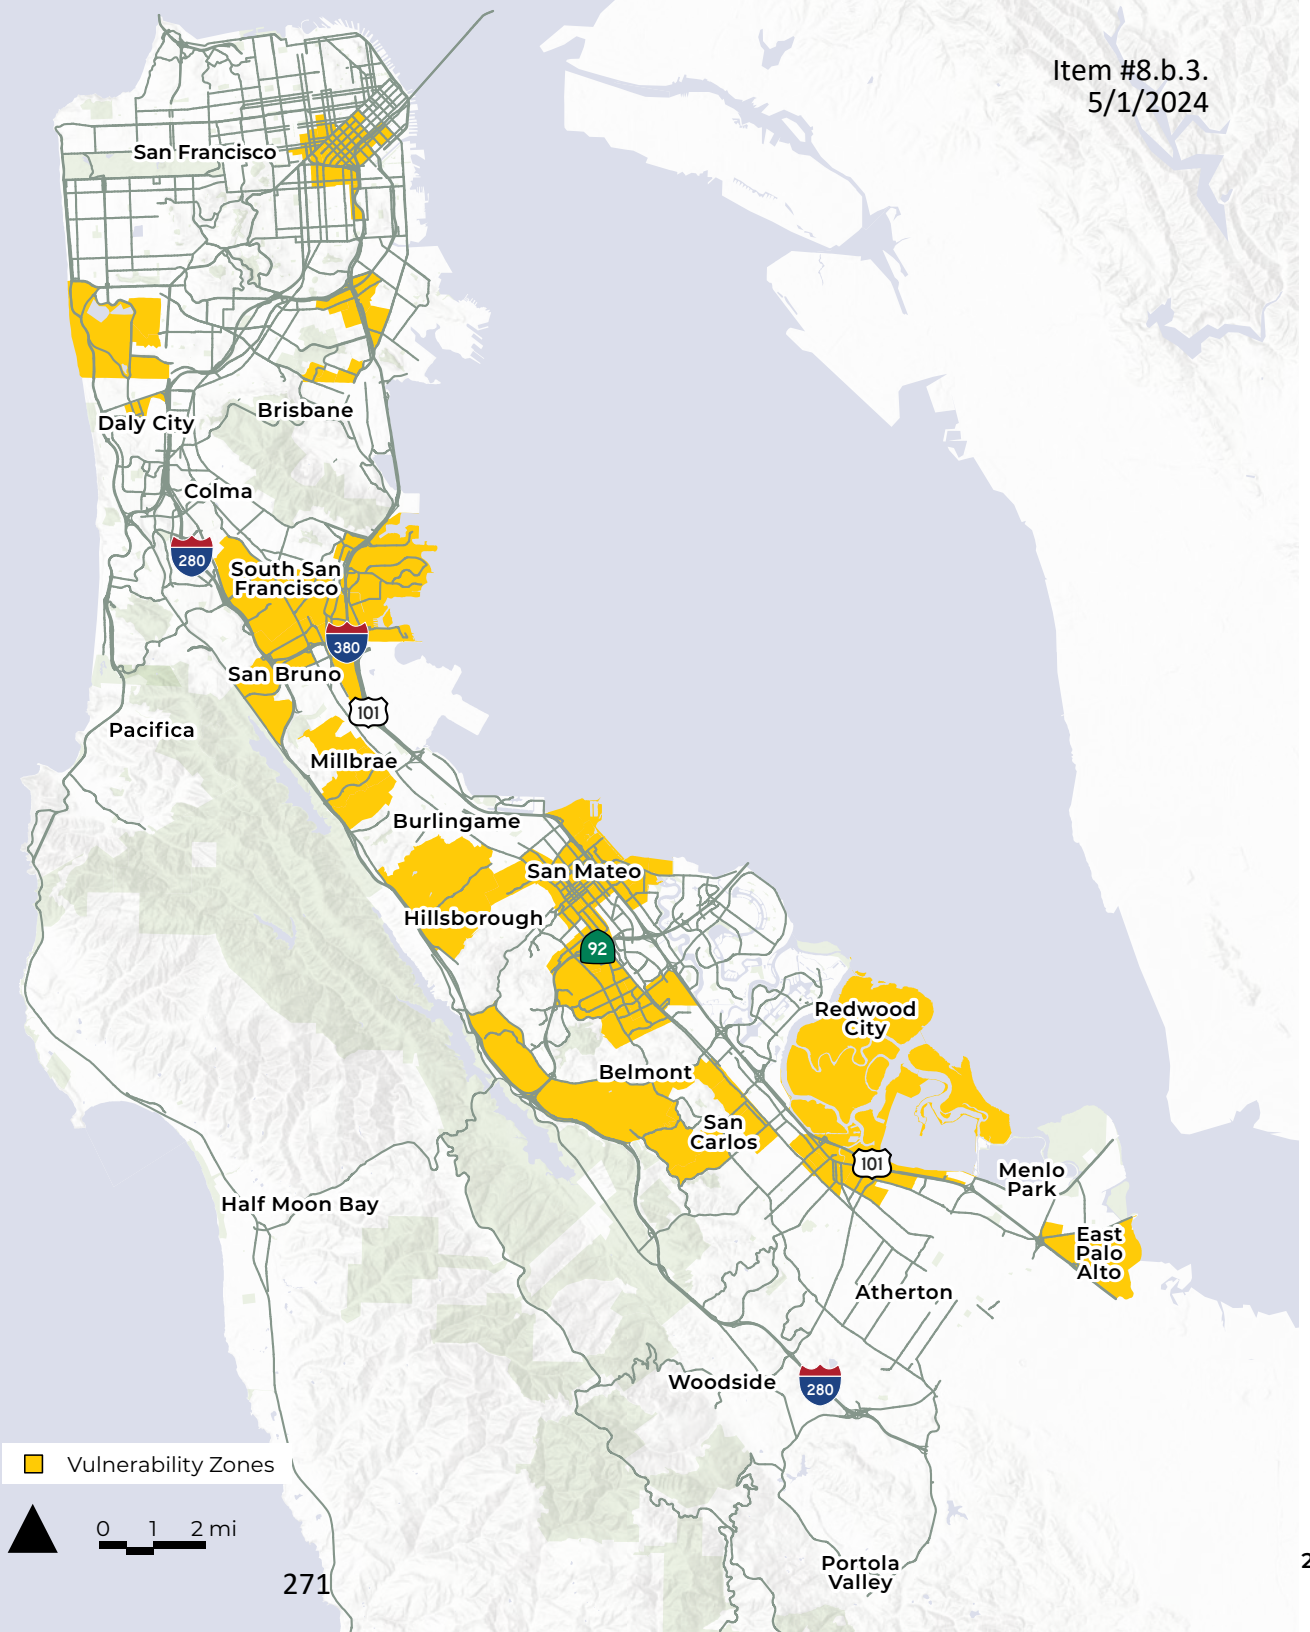 Item #8.b.3.
5/1/2024
San Francisco
Brisbane
Daly City
Colma
280
South San
Francisco
380
San Bruno
101
Pacifica
Millbrae
Burlingame
San Mateo
Hillsborough
92
Redwood
City
Belmont
San
Carlos
101
Menlo
Park
Half Moon Bay
East
Palo
Alto
Atherton
Woodside
280
Vulnerability Zones
0 1 2 mi
Portola
Valley
271
2